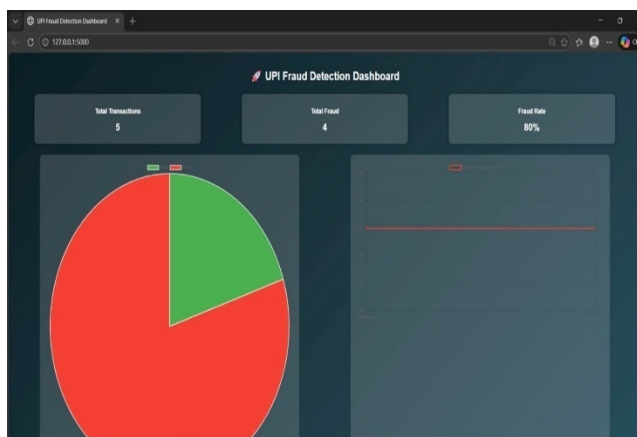 UPI Fraud Detection Dashboard
127.0.0.1:5000
🚀 UPI Fraud Detection Dashboard
Total Transactions
5
Total Fraud
4
Fraud Rate
80%